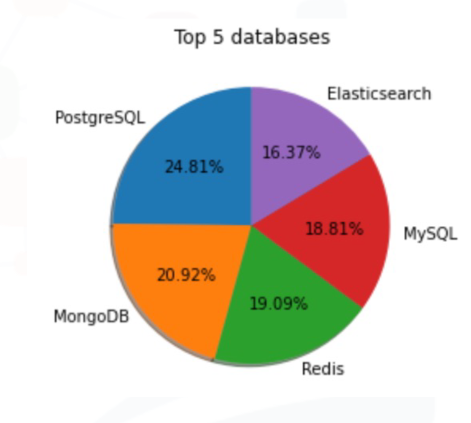 Top 5 databases
Elasticsearch
PostgreSQL
16.37%
24.81%
18.81%
MySQL
20.92%
19.09%
MongoDB
Redis